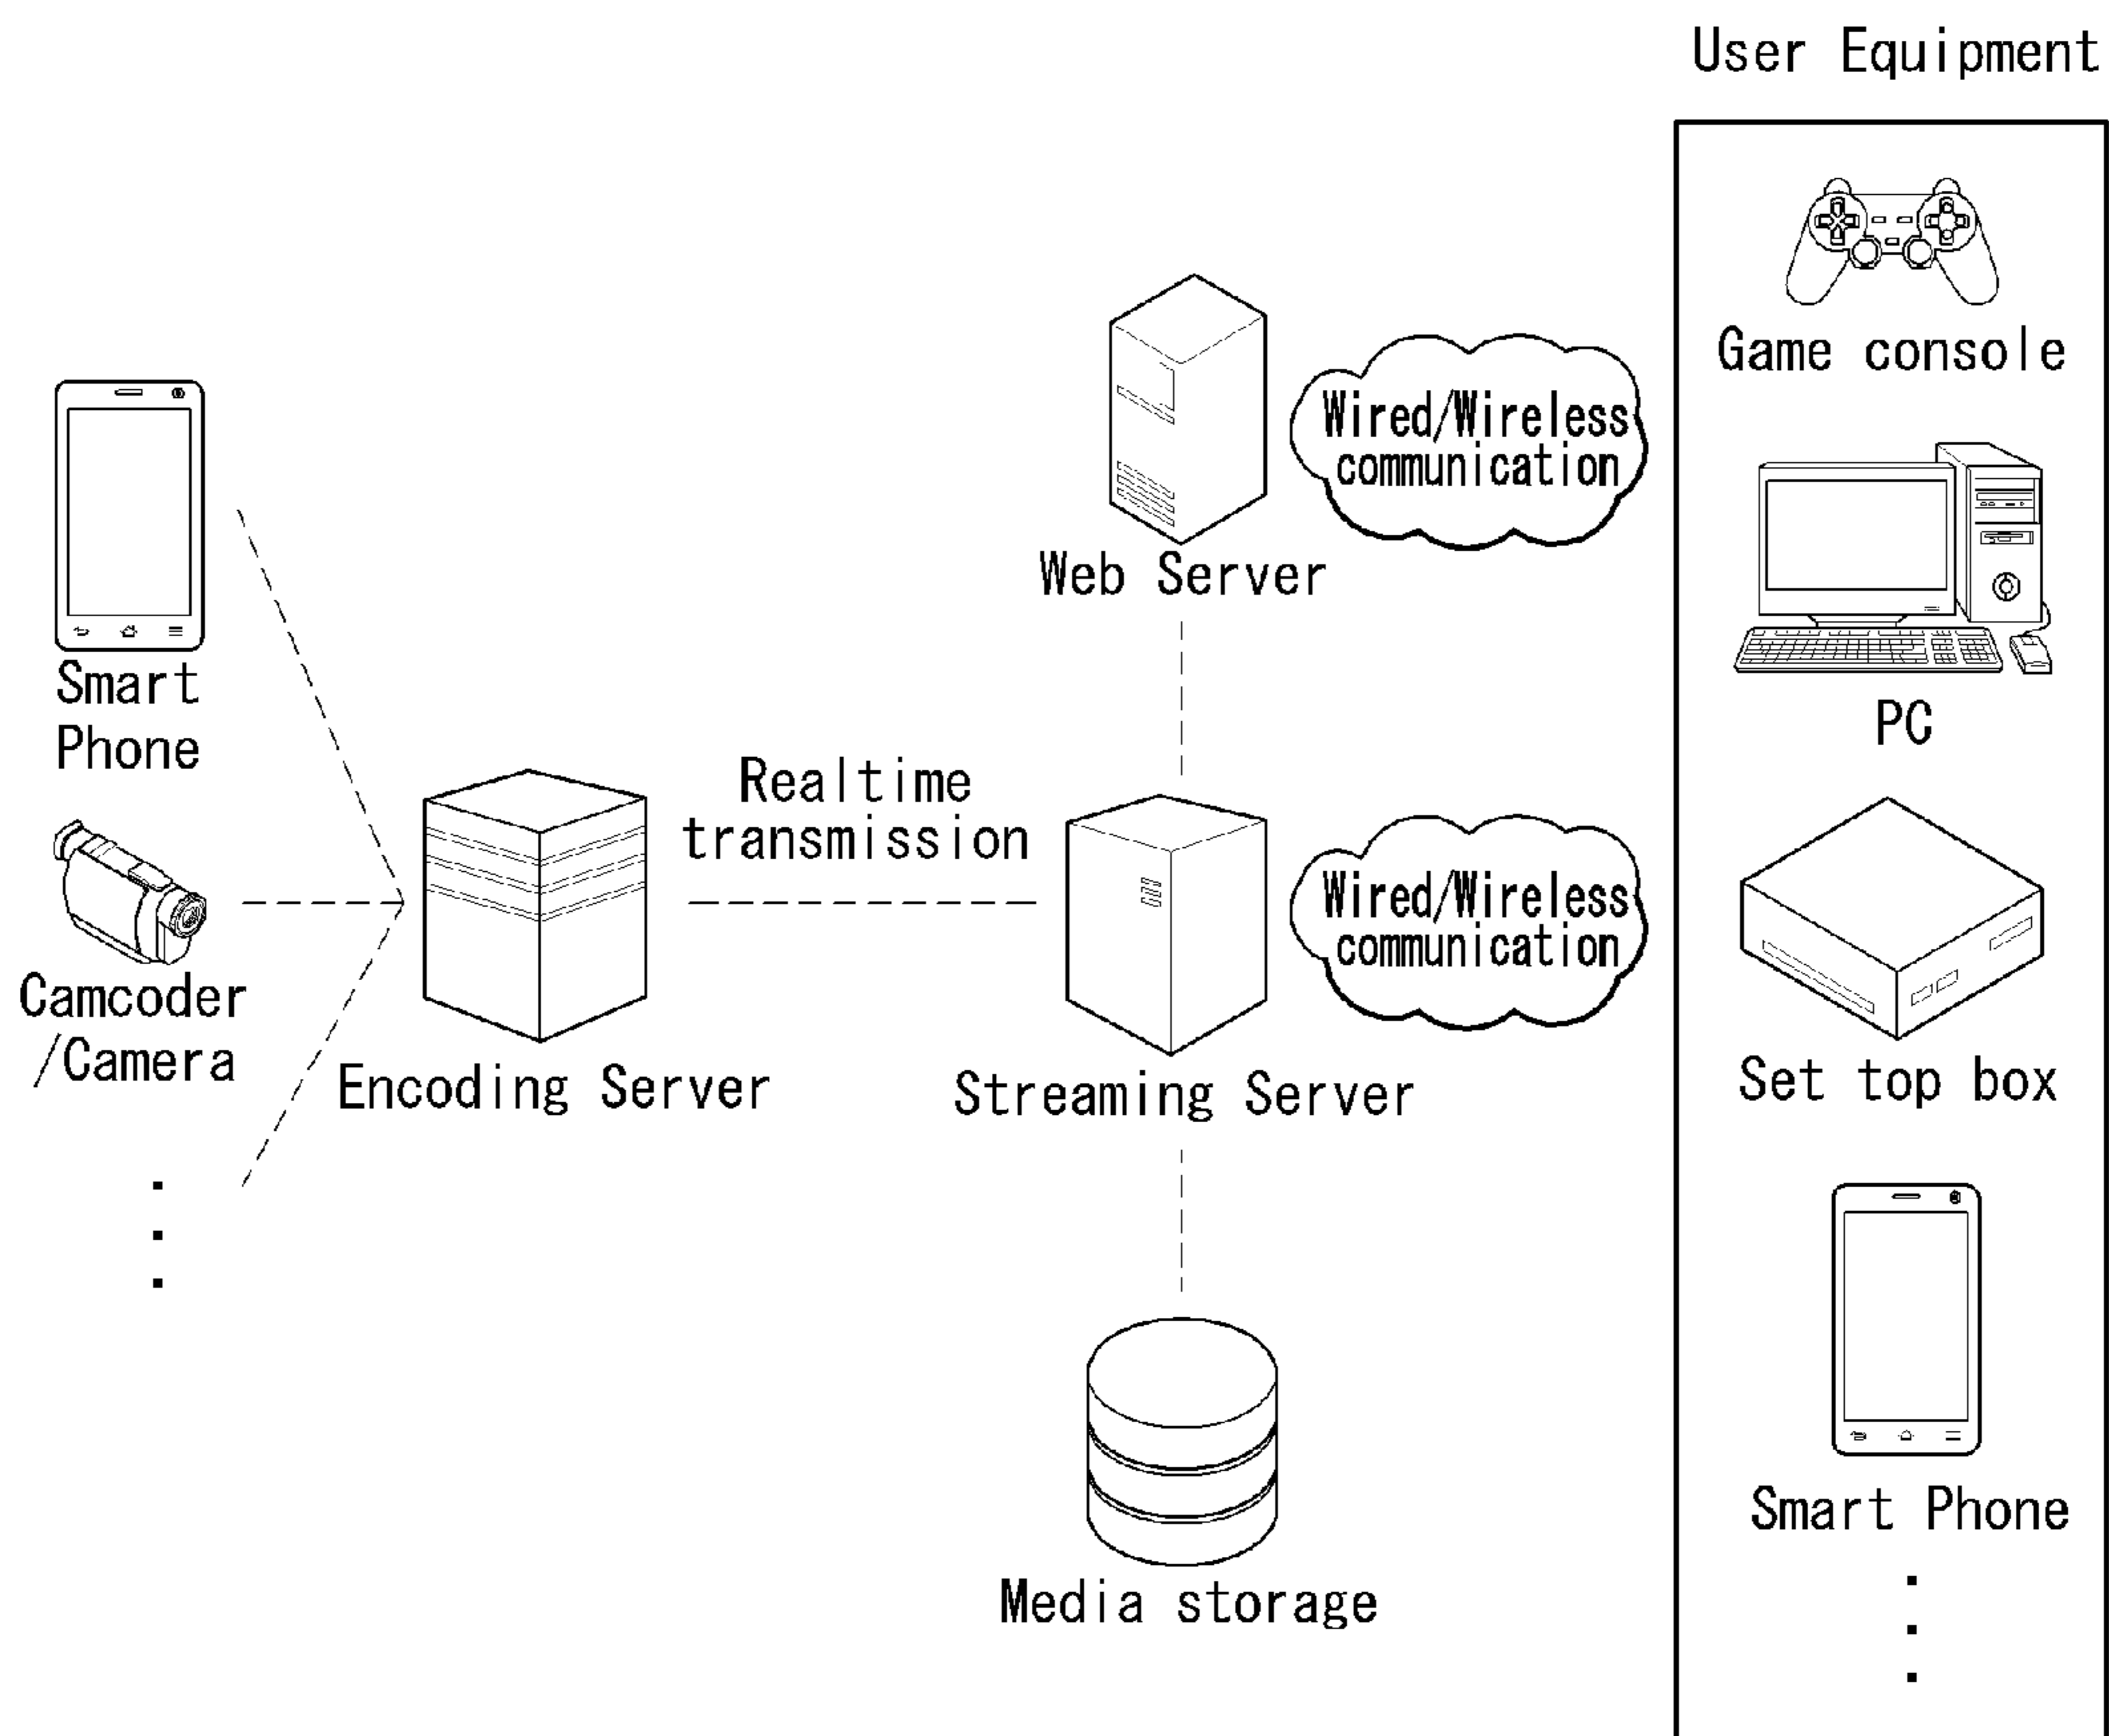 User Equipment
Game console
Wired/Wireless
communication
Web Server
Smart
Phone
PC
Realtime
transmission
Wired/Wireless
communication
Camcoder
/Camera
Encoding Server
Streaming Server
Set top box
Smart Phone
Media storage